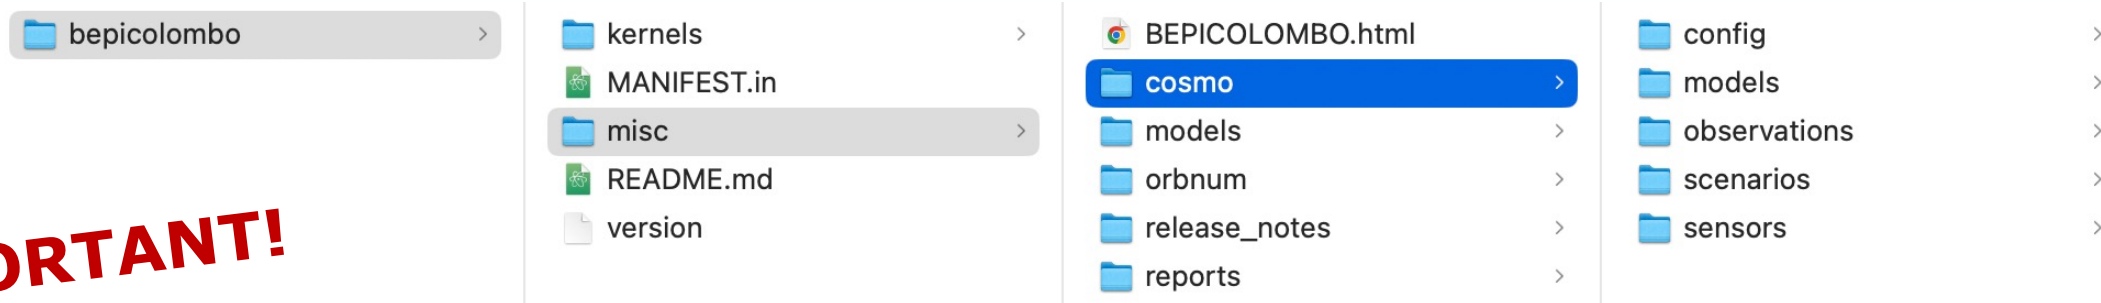 bepicolombo
kernels
MANIFEST.in
misc
README.md
version
BEPICOLOMBO.html
cosmo
models
orbnum
release_notes
reports
config
models
observations
scenarios
sensors
ORTANT!